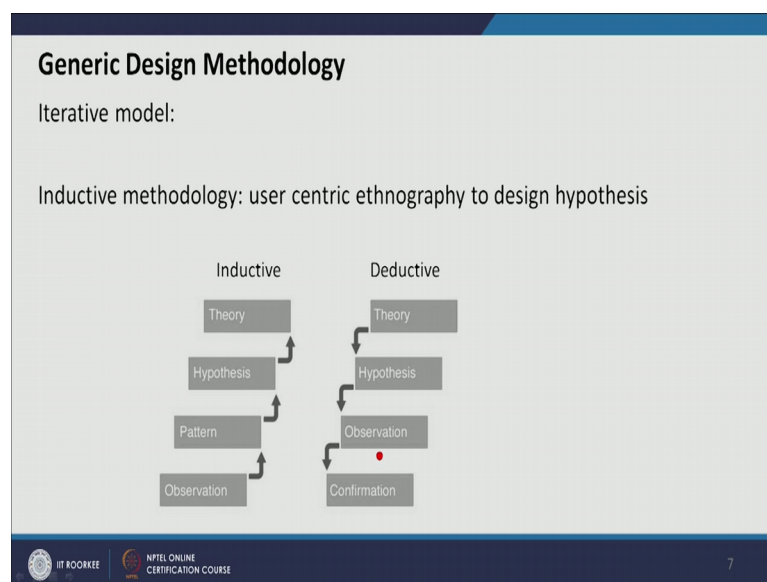 Generic Design Methodology
Iterative model:
Inductive methodology: user centric ethnography to design hypothesis
Inductive
Theory
Hypothesis
Pattern
Observation
Deductive
Theory
Hypothesis
Observation
Confirmation
IIT ROORKEE
NPTEL ONLINE
CERTIFICATION COURSE
7